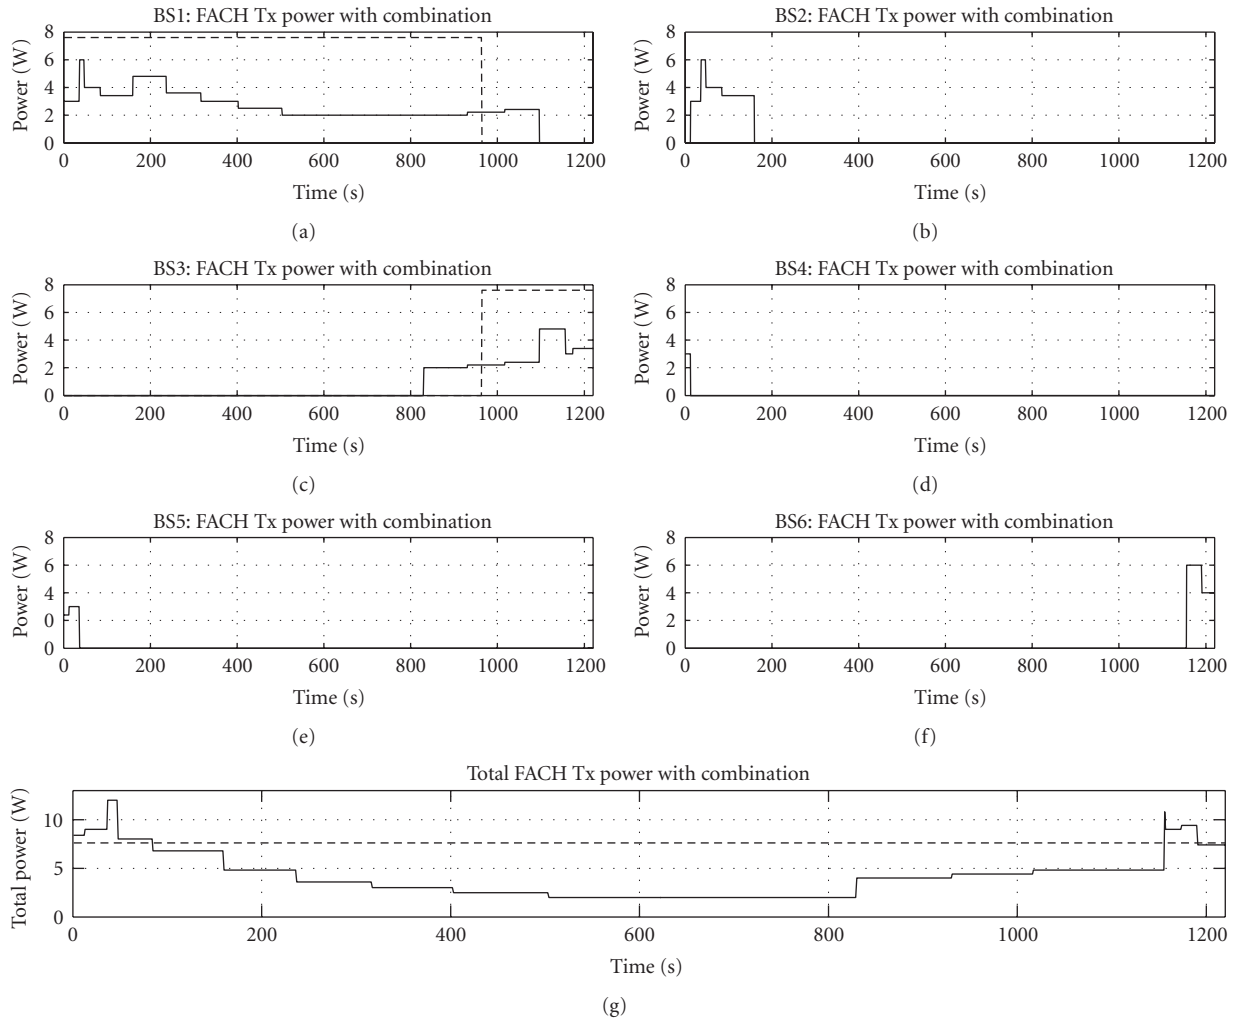 BS1: FACH Tx power with combination
8
6
4
2
0
Power (W)
0 200 400 600 800 1000 1200
Time (s)
(a)
BS2: FACH Tx power with combination
8
6
4
2
0
Power (W)
0 200 400 600 800 1000 1200
Time (s)
(b)
BS3: FACH Tx power with combination
8
6
4
2
0
Power (W)
0 200 400 600 800 1000 1200
Time (s)
(c)
BS4: FACH Tx power with combination
8
6
4
2
0
Power (W)
0 200 400 600 800 1000 1200
Time (s)
(d)
BS5: FACH Tx power with combination
8
6
4
0
0
Power (W)
0 200 400 600 800 1000 1200
Time (s)
(e)
BS6: FACH Tx power with combination
8
6
4
2
0
Power (W)
0 200 400 600 800 1000 1200
Time (s)
(f)
Total FACH Tx power with combination
10
5
0
Total power (W)
0 200 400 600 800 1000 1200
Time (s)
(g)